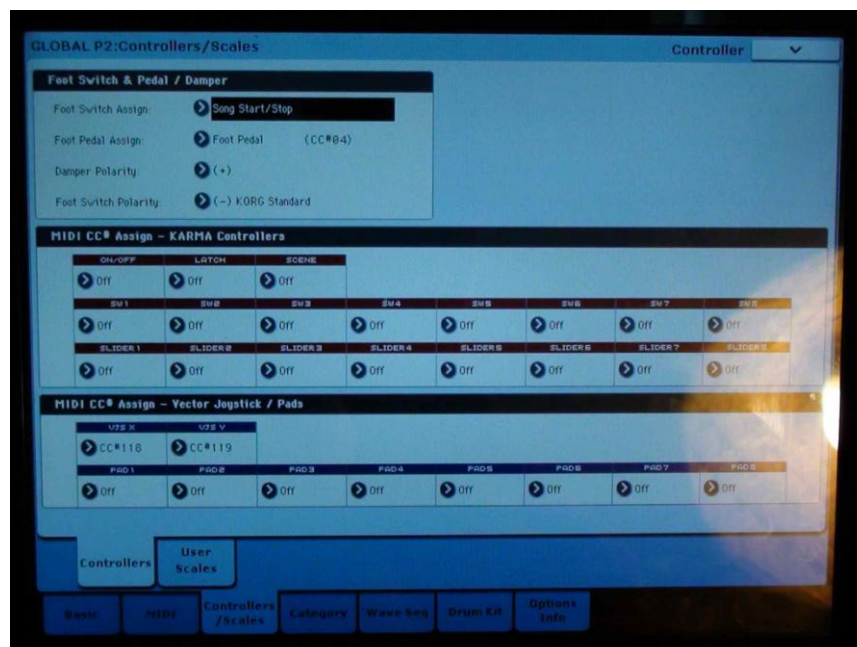 GLOBAL P2:Controllers/Scales
Controller
Foot Switch & Pedal / Damper
Foot Switch Assign: Song Start/Stop
Foot Pedal Assign: Foot Pedal (CC#04)
Damper Polarity: (+)
Foot Switch Polarity: (-) KORG Standard
MIDI CC# Assign - KARMA Controllers
ON/OFF LATCH SCENE
Off Off Off
SW1 SW2 SW3 SW4 SW5 SW6 SW7 SW8
Off Off Off Off Off Off Off Off
SLIDER1 SLIDER2 SLIDER3 SLIDER4 SLIDER5 SLIDER6 SLIDER7 SLIDER8
Off Off Off Off Off Off Off Off
MIDI CC# Assign - Vector Joystick / Pads
VJS X VJS Y
CC#118 CC#119
PAD1 PAD2 PAD3 PAD4 PAD5 PAD6 PAD7 PAD8
Off Off Off Off Off Off Off Off
Controllers User Scales
Basic MIDI Controllers /Scales Category Wave Seq Drum Kit Options Info